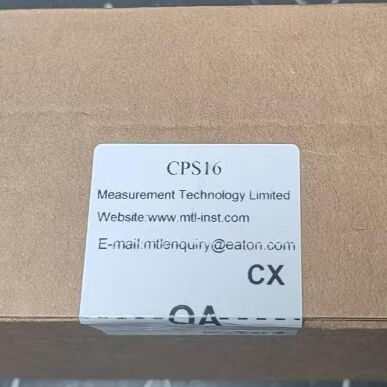 CPS16
Measurement Technology Limited
Website:www.mtl-inst.com
E-mail:mtlenquiry@eaton.com
CX
QA